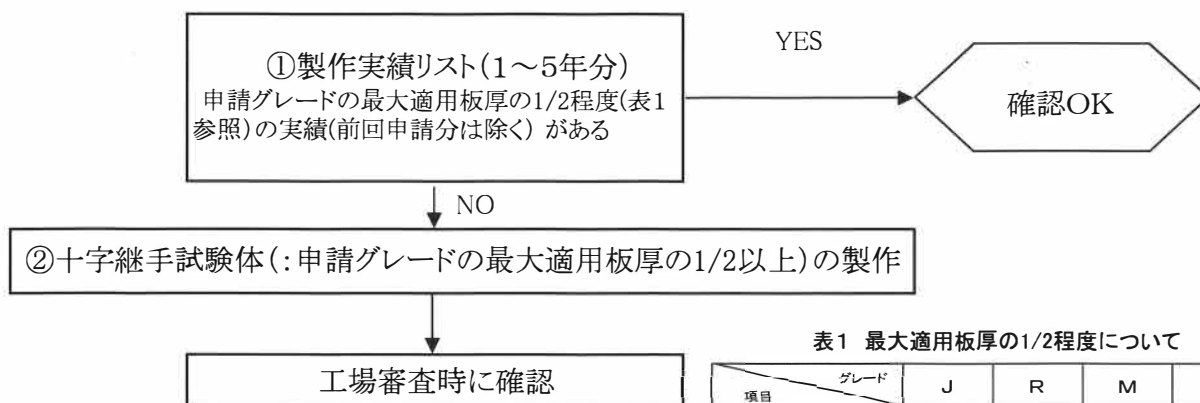 ①製作実績リスト(1～5年分)
申請グレードの最大適用板厚の1/2程度(表1
参照)の実績(前回申請分は除く) がある
YES
確認OK
NO
②十字継手試験体(:申請グレードの最大適用板厚の1/2以上)の製作
表1 最大適用板厚の1/2程度について
工場審査時に確認
グレード
項目
J
R
M